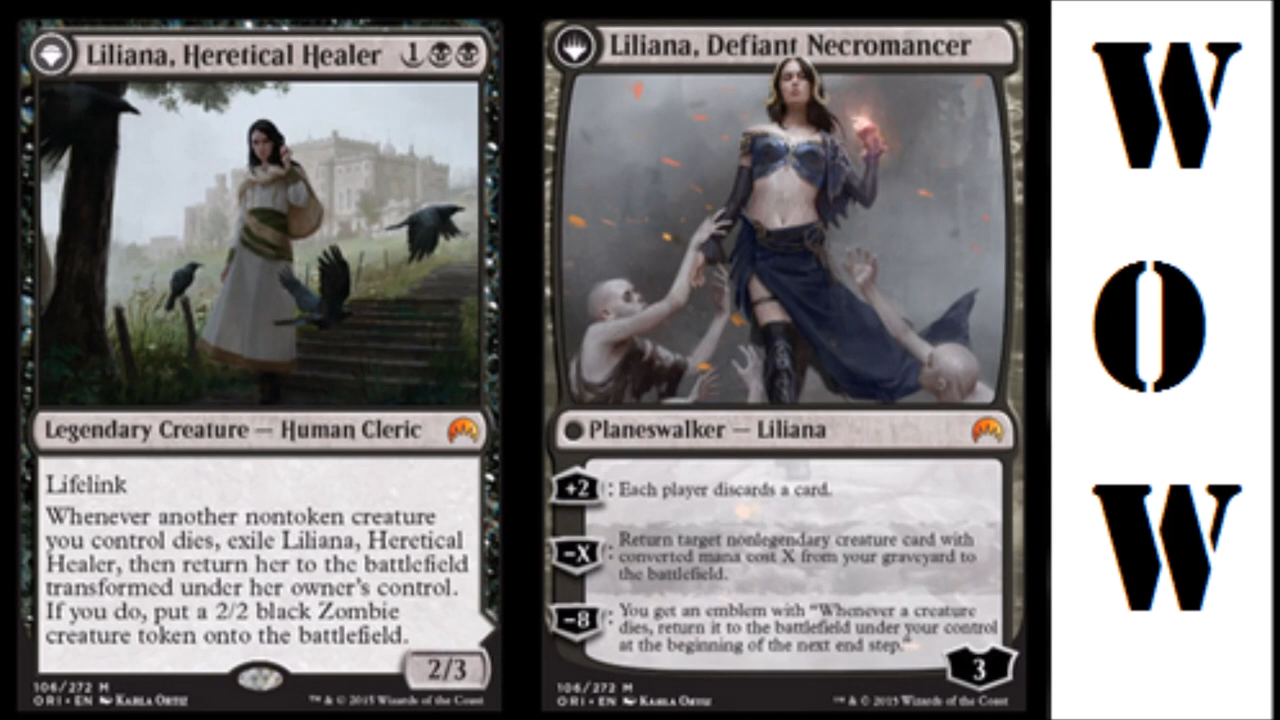 Liliana, Heretical Healer 1
Legendary Creature — Human Cleric
Lifelink
Whenever another nontoken creature
you control dies, exile Liliana, Heretical
Healer, then return her to the battlefield
transformed under her owner's control.
If you do, put a 2/2 black Zombie
creature token onto the battlefield.
2/3
106/272 M
ORI • EN Karla Ortiz
™ & © 2015 Wizards of the Coast
Liliana, Defiant Necromancer
Planeswalker — Liliana
+2 : Each player discards a card.
−X : Return target nonlegendary creature card with
converted mana cost X from your graveyard to
the battlefield.
−8 : You get an emblem with "Whenever a creature
dies, return it to the battlefield under your control
at the beginning of the next end step."
3
106/272 M
ORI • EN Karla Ortiz
™ & © 2015 Wizards of the Coast
W
O
W